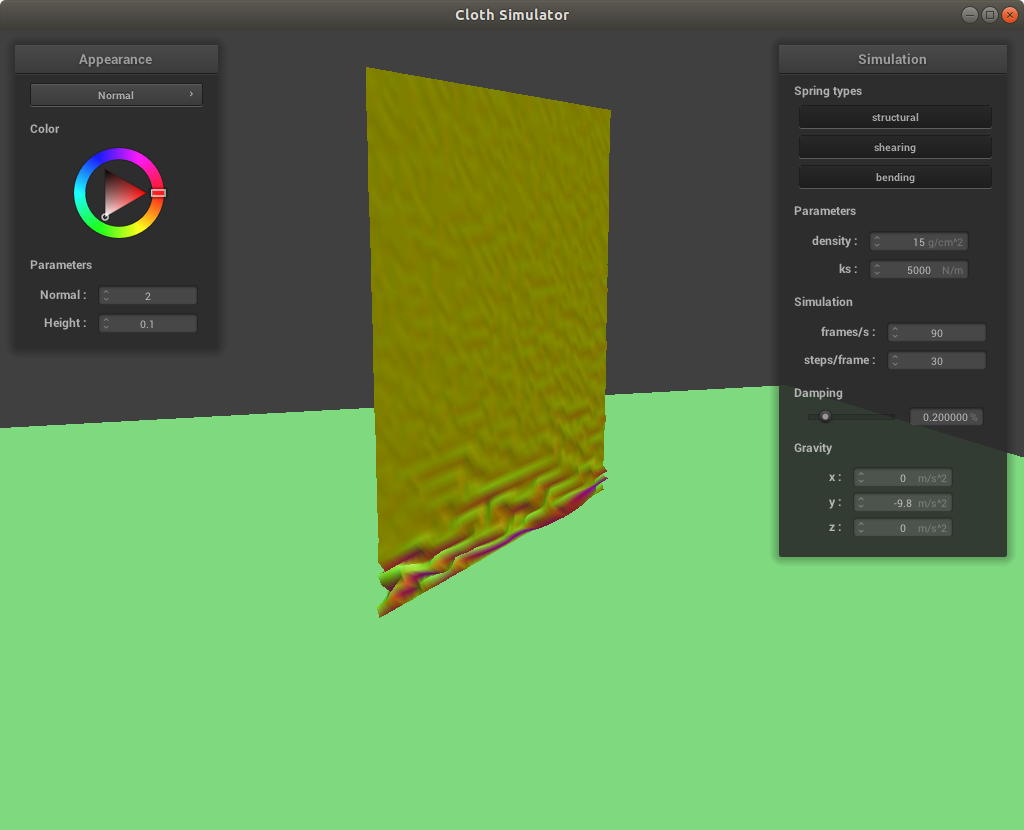 Cloth Simulator
Appearance
Normal
Color
Parameters
Normal : 2
Height : 0.1
Simulation
Spring types
structural
shearing
bending
Parameters
density : 15 g/cm^2
ks : 5000 N/m
Simulation
frames/s : 90
steps/frame : 30
Damping
0.200000 %
Gravity
x : 0 m/s^2
y : -9.8 m/s^2
z : 0 m/s^2